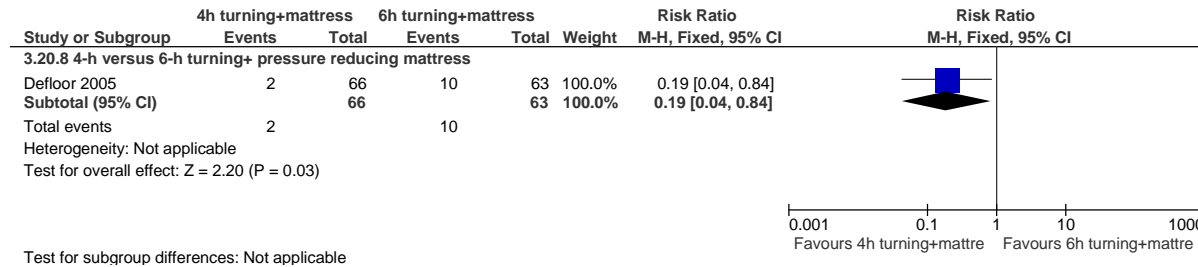 4h turning+mattress 6h turning+mattress Risk Ratio Risk Ratio
Study or Subgroup Events Total Events Total Weight M-H, Fixed, 95% CI M-H, Fixed, 95% CI
3.20.8 4-h versus 6-h turning+ pressure reducing mattress
Defloor 2005 2 66 10 63 100.0% 0.19 [0.04, 0.84]
Subtotal (95% CI) 66 63 100.0% 0.19 [0.04, 0.84]
Total events 2 10
Heterogeneity: Not applicable
Test for overall effect: Z = 2.20 (P = 0.03)
0.001 0.1 1 10 1000
Favours 4h turning+mattre Favours 6h turning+mattre
Test for subgroup differences: Not applicable